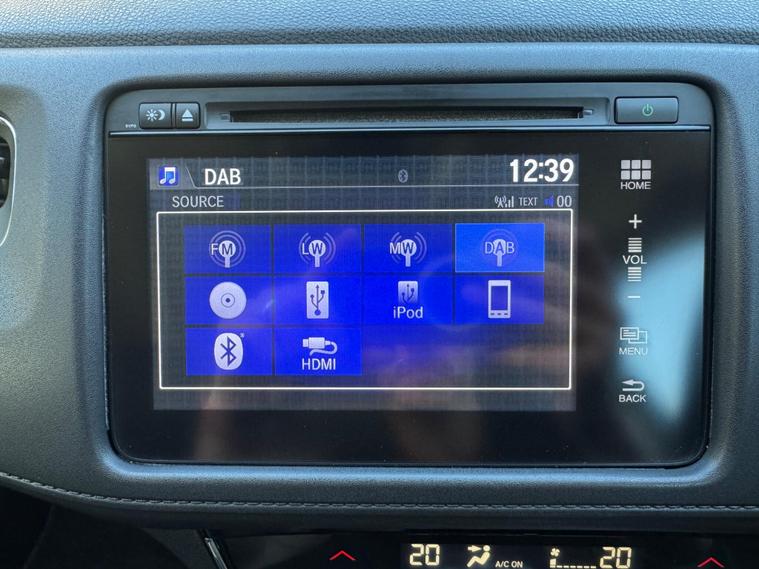 DAB 12:39
SOURCE TEXT 00
FM LW MW DAB
iPod
HDMI
HOME
+
VOL
−
MENU
BACK
20 A/C ON 20